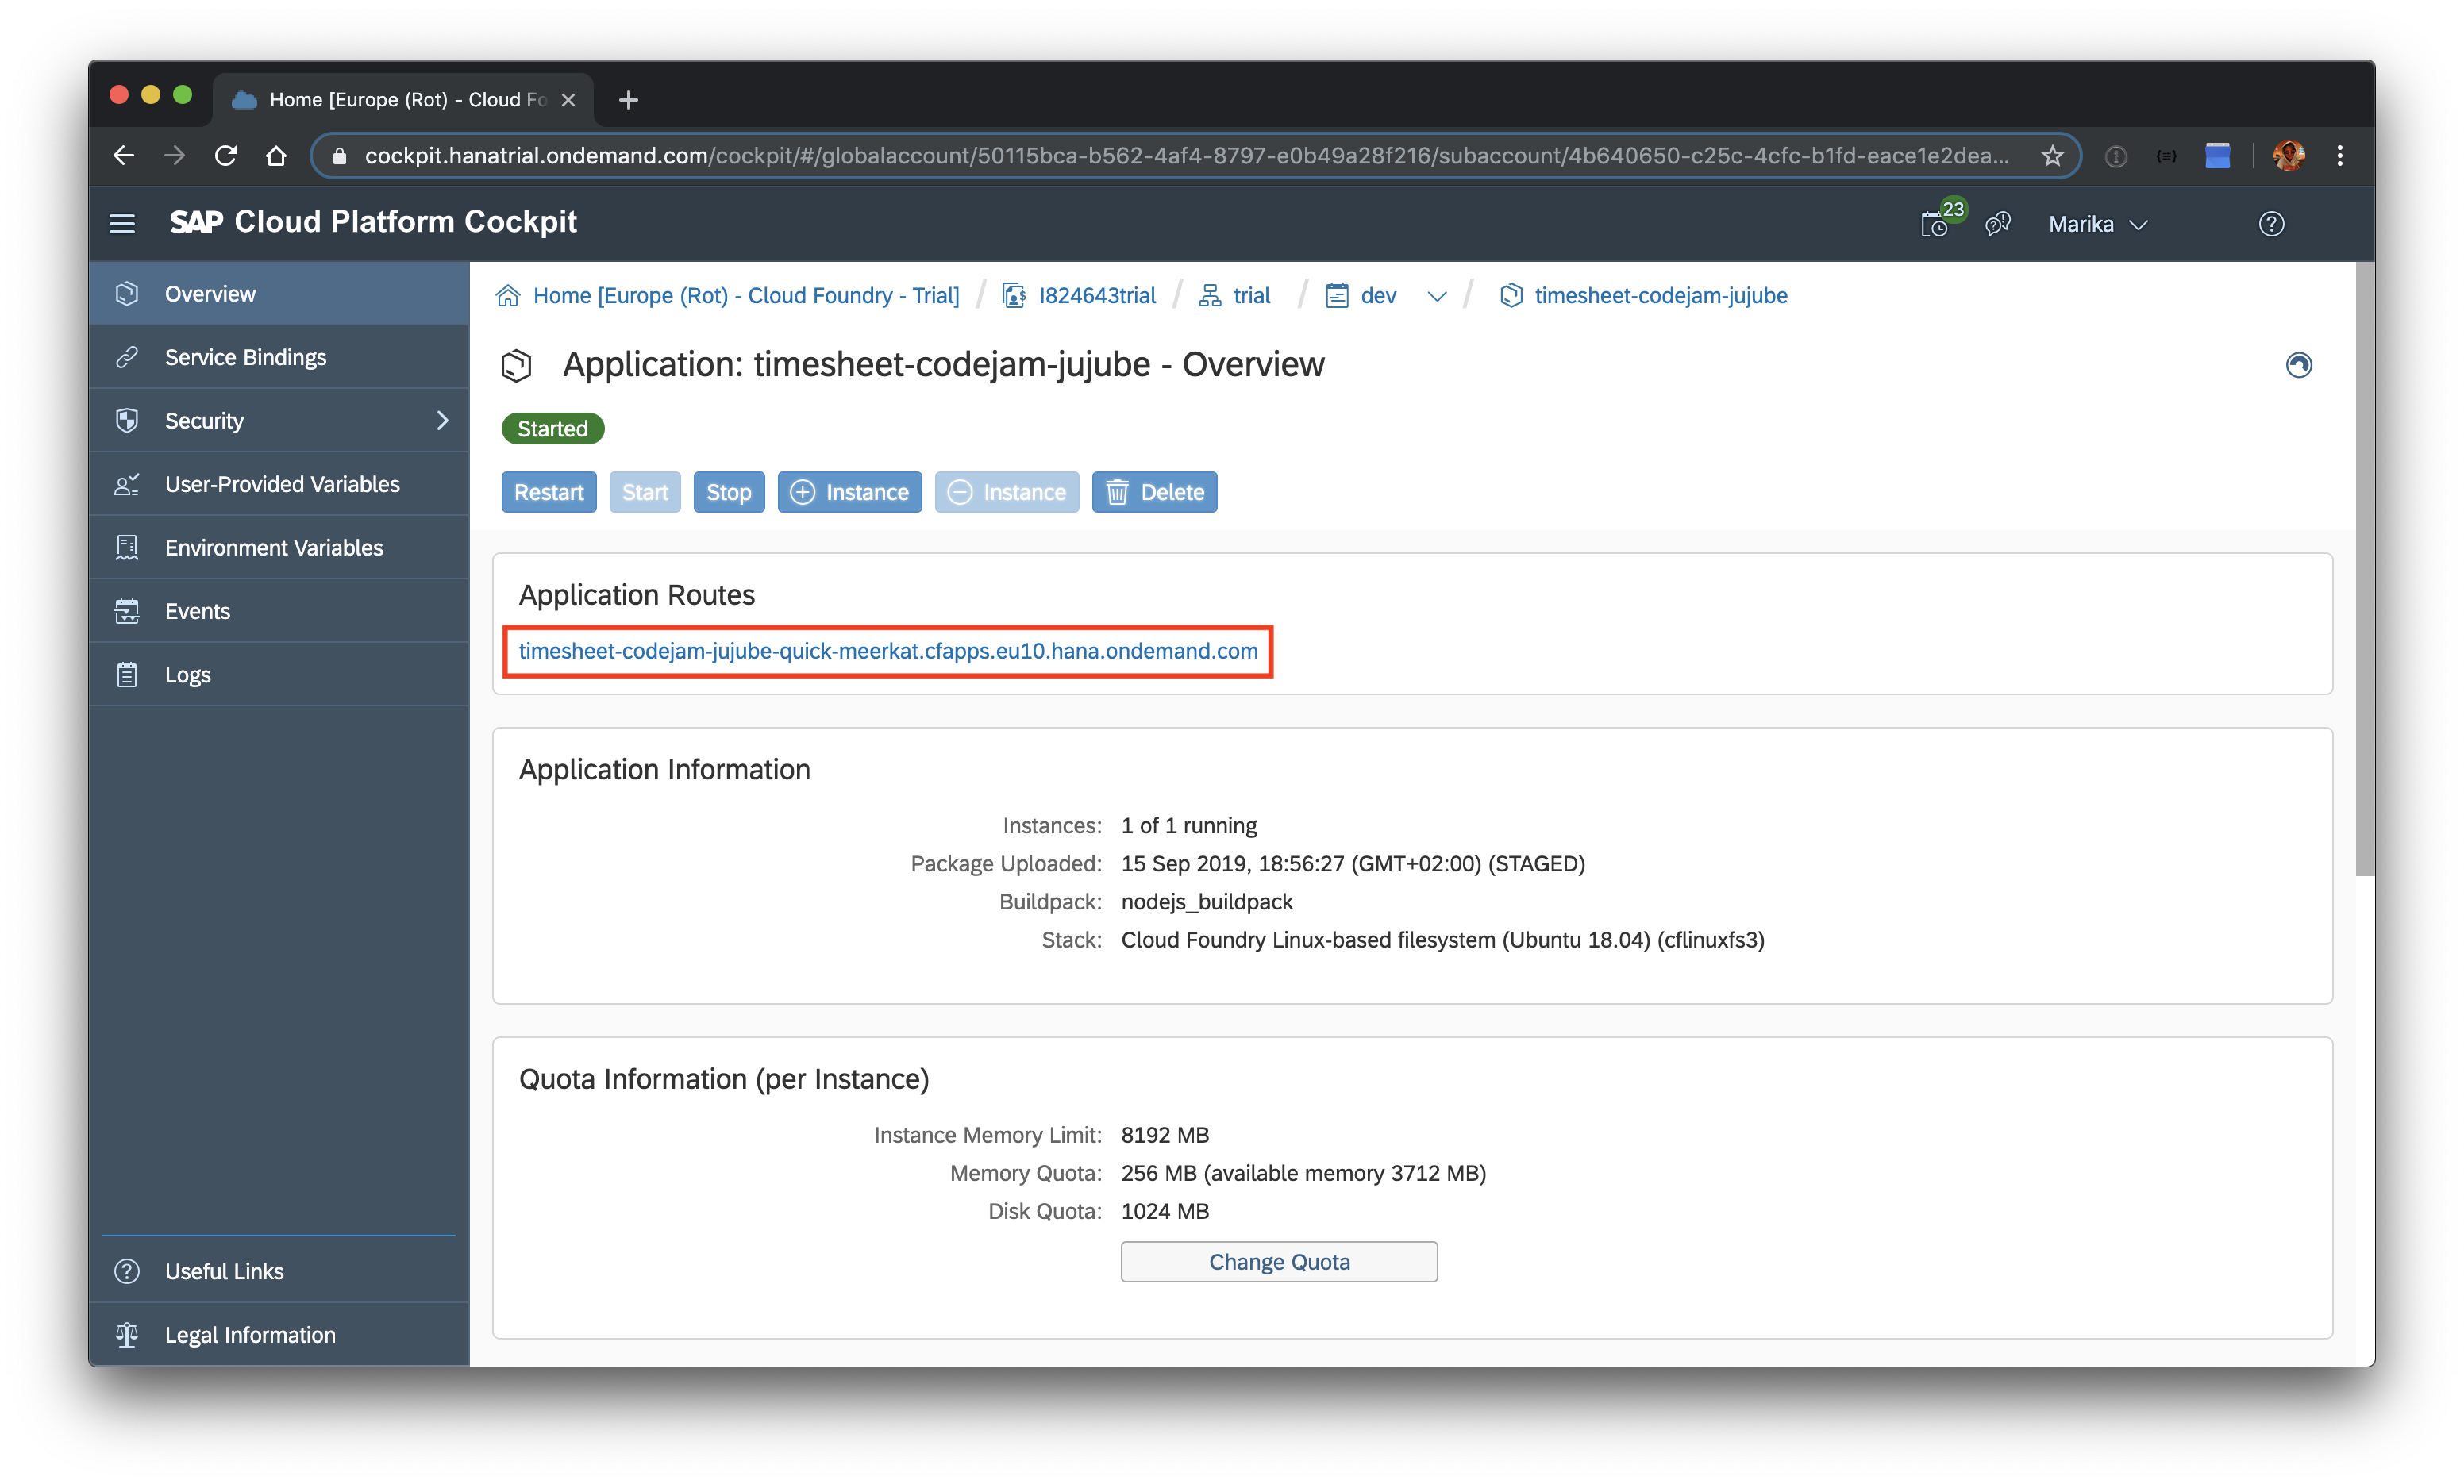 Home [Europe (Rot) - Cloud Fo
cockpit.hanatrial.ondemand.com/cockpit/#/globalaccount/50115bca-b562-4af4-8797-e0b49a28f216/subaccount/4b640650-c25c-4cfc-b1fd-eace1e2dea...
SAP Cloud Platform Cockpit
23
Marika
Overview
Service Bindings
Security
User-Provided Variables
Environment Variables
Events
Logs
Useful Links
Legal Information
Home [Europe (Rot) - Cloud Foundry - Trial] / I824643trial / trial / dev / timesheet-codejam-jujube
Application: timesheet-codejam-jujube - Overview
Started
Restart Start Stop Instance Instance Delete
Application Routes
timesheet-codejam-jujube-quick-meerkat.cfapps.eu10.hana.ondemand.com
Application Information
Instances: 1 of 1 running
Package Uploaded: 15 Sep 2019, 18:56:27 (GMT+02:00) (STAGED)
Buildpack: nodejs_buildpack
Stack: Cloud Foundry Linux-based filesystem (Ubuntu 18.04) (cflinuxfs3)
Quota Information (per Instance)
Instance Memory Limit: 8192 MB
Memory Quota: 256 MB (available memory 3712 MB)
Disk Quota: 1024 MB
Change Quota